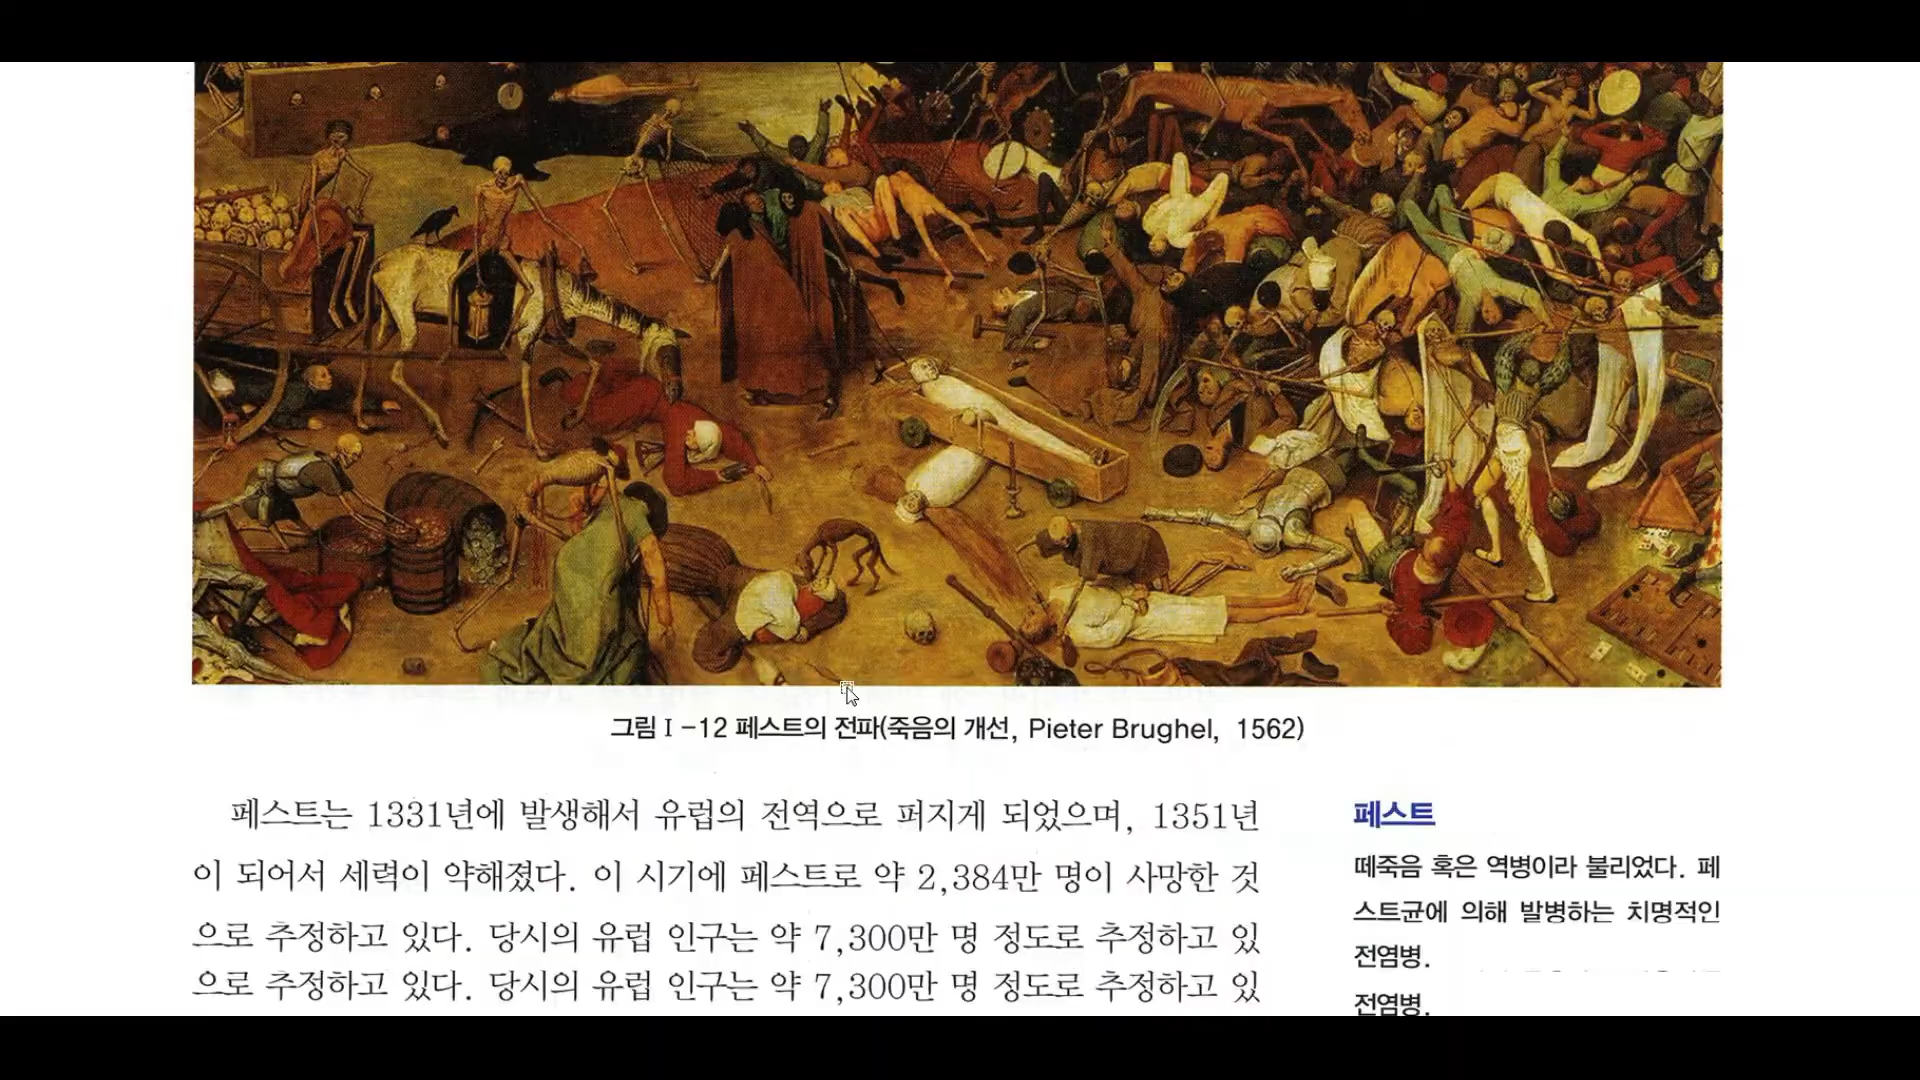 그림 Ⅰ-12 페스트의 전파(죽음의 개선, Pieter Brughel, 1562)
페스트는 1331년에 발생해서 유럽의 전역으로 퍼지게 되었으며, 1351년
이 되어서 세력이 약해졌다. 이 시기에 페스트로 약 2,384만 명이 사망한 것
으로 추정하고 있다. 당시의 유럽 인구는 약 7,300만 명 정도로 추정하고 있
으로 추정하고 있다. 당시의 유럽 인구는 약 7,300만 명 정도로 추정하고 있
페스트
떼죽음 혹은 역병이라 불리었다. 페
스트균에 의해 발병하는 치명적인
전염병.
전염병.